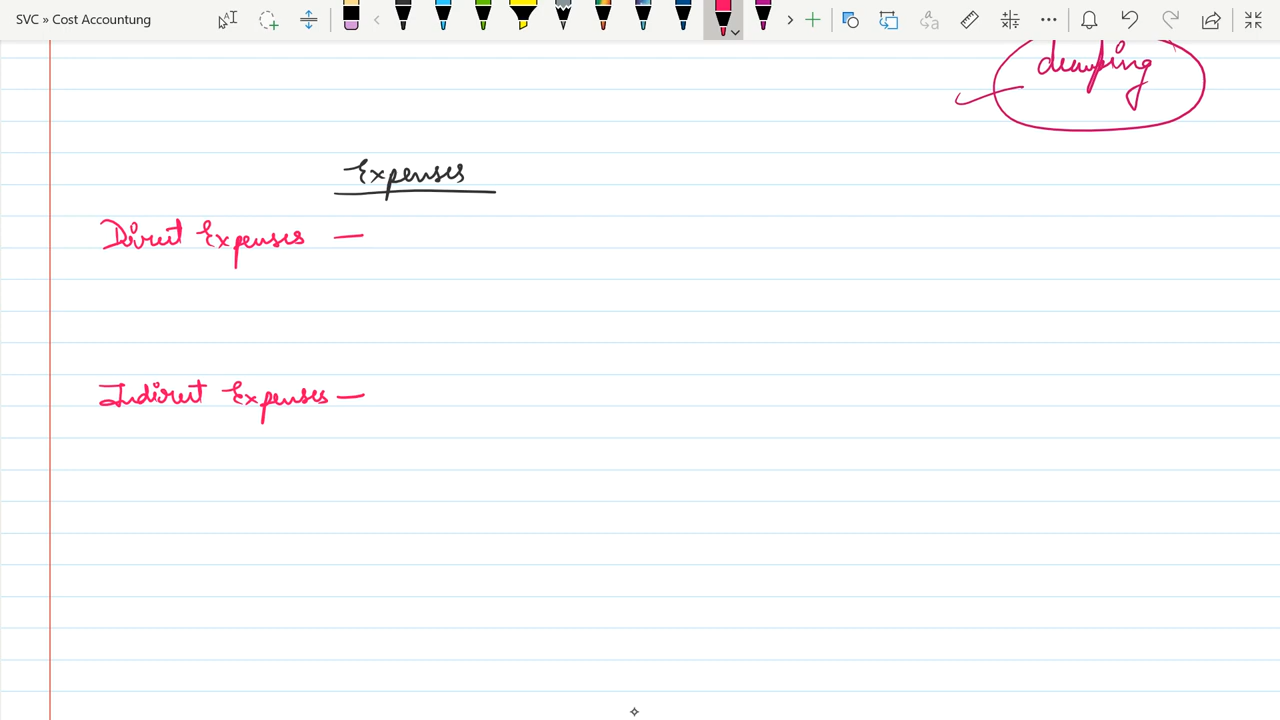 SVC » Cost Accountung
dumping
Expenses
Direct Expenses —
Indirect Expenses —